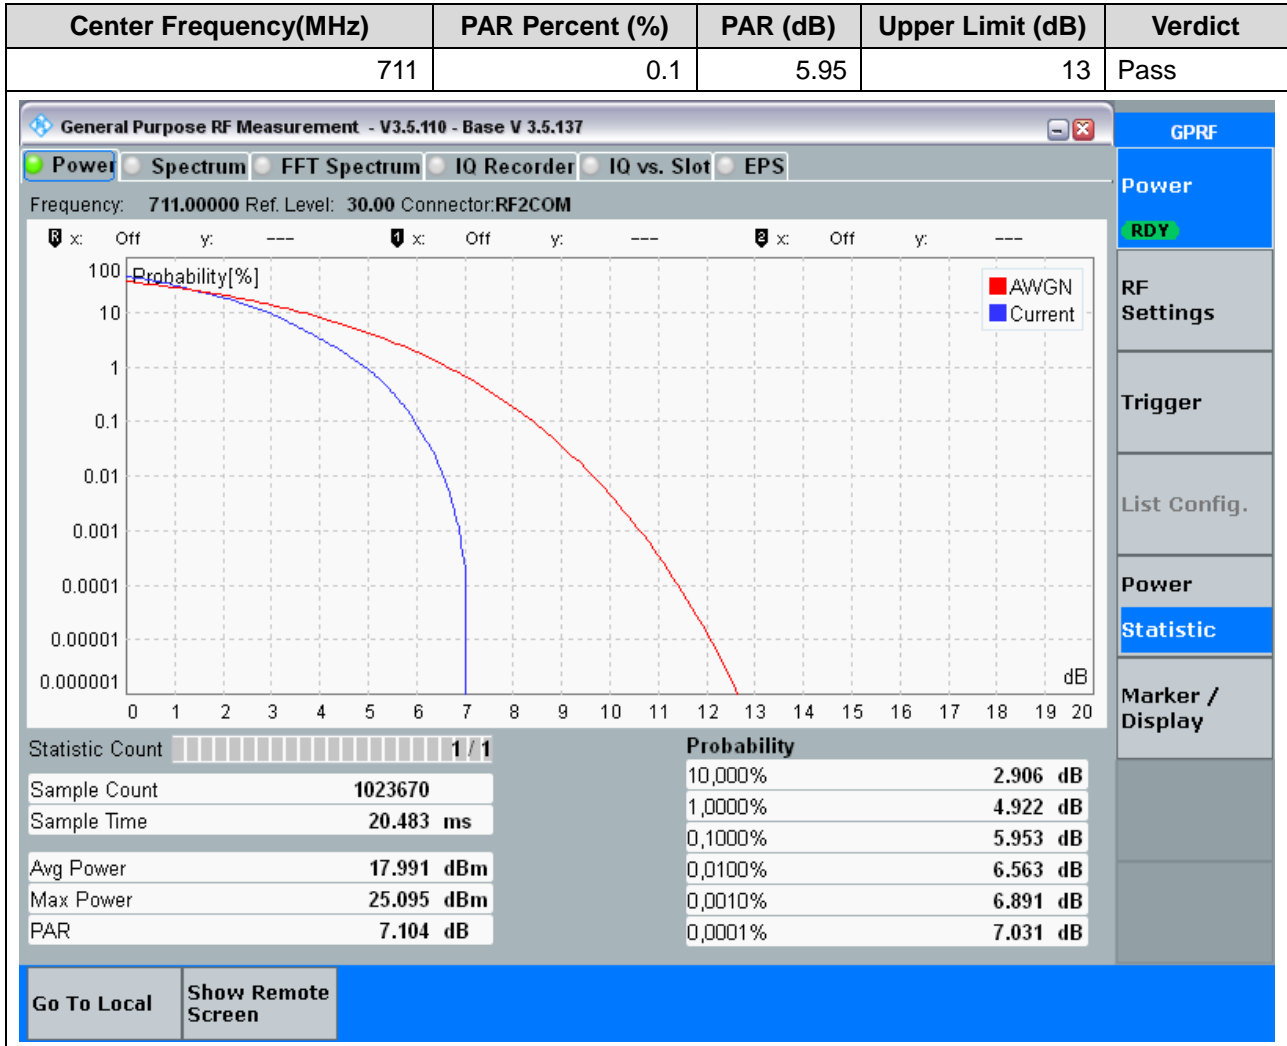 Center Frequency(MHz) PAR Percent (%) PAR (dB) Upper Limit (dB) Verdict
711 0.1 5.95 13 Pass
General Purpose RF Measurement - V3.5.110 - Base V 3.5.137
GPRF
Power Spectrum FFT Spectrum IQ Recorder IQ vs. Slot EPS
Frequency: 711.00000 Ref. Level: 30.00 Connector:RF2COM
R x: Off y: --- 1 x: Off y: --- 2 x: Off y: ---
Probability[%]
AWGN
Current
100
10
1
0.1
0.01
0.001
0.0001
0.00001
0.000001
dB
0 1 2 3 4 5 6 7 8 9 10 11 12 13 14 15 16 17 18 19 20
Statistic Count 1 / 1
Sample Count 1023670
Sample Time 20.483 ms
Avg Power 17.991 dBm
Max Power 25.095 dBm
PAR 7.104 dB
Probability
10,000% 2.906 dB
1,0000% 4.922 dB
0,1000% 5.953 dB
0,0100% 6.563 dB
0,0010% 6.891 dB
0,0001% 7.031 dB
Power
RDY
RF
Settings
Trigger
List Config.
Power
Statistic
Marker /
Display
Go To Local
Show Remote
Screen